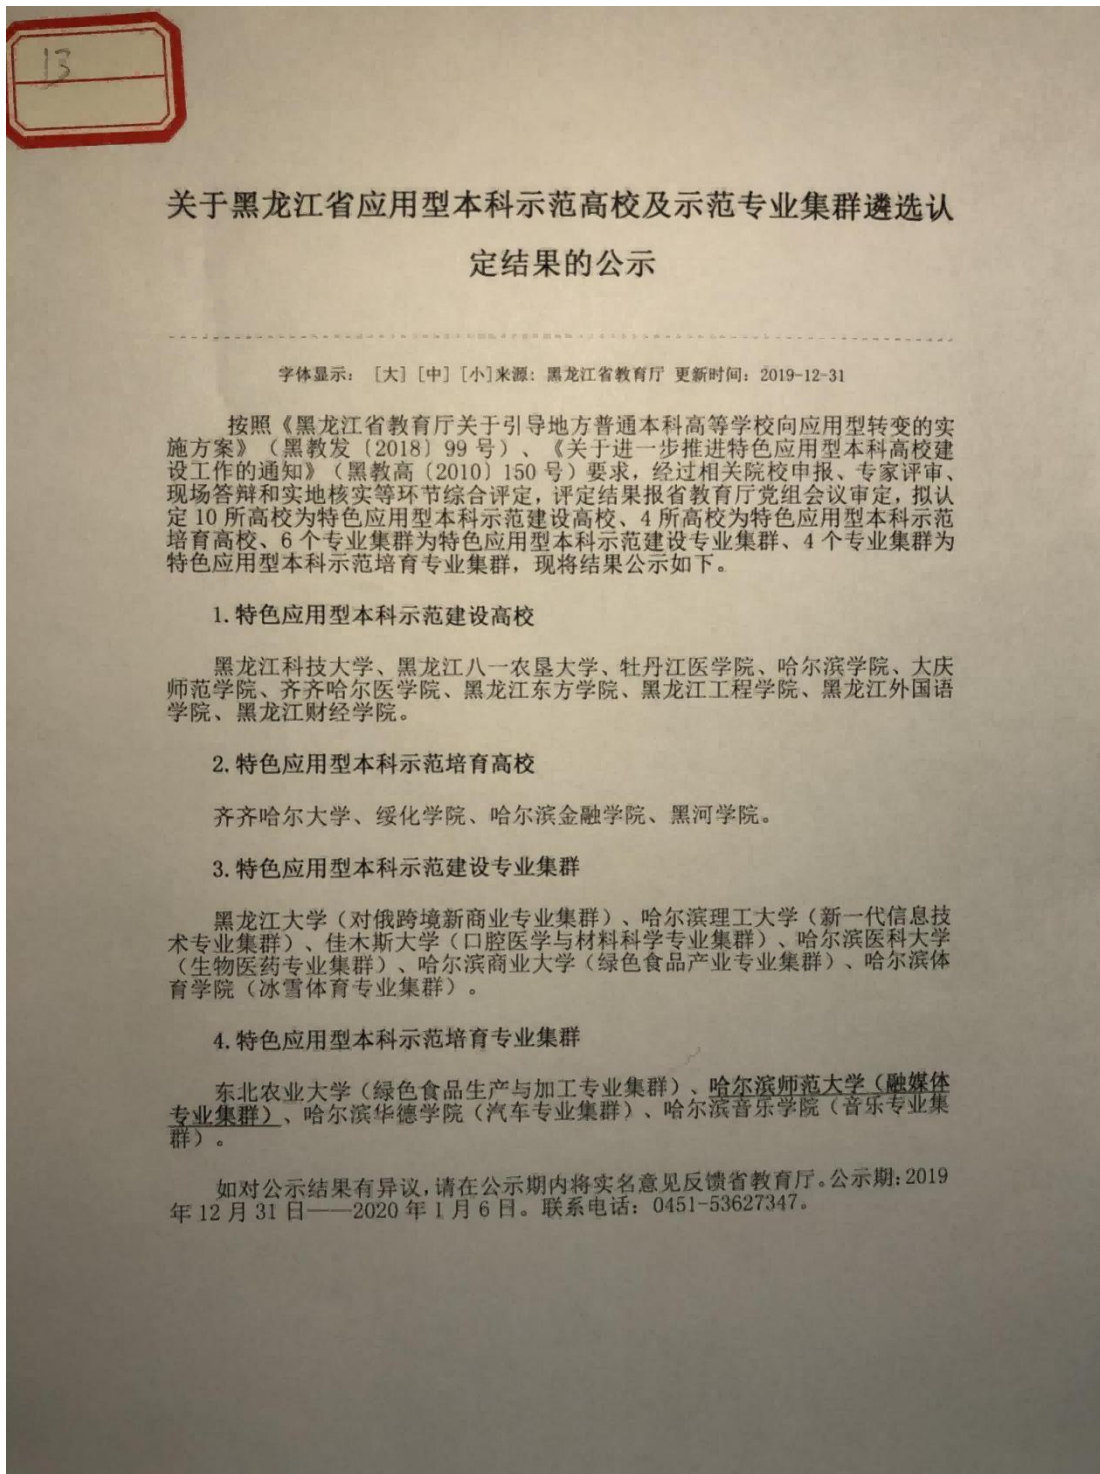 13
关于黑龙江省应用型本科示范高校及示范专业集群遴选认
定结果的公示
字体显示： [大] [中] [小]来源: 黑龙江省教育厅 更新时间: 2019-12-31
按照《黑龙江省教育厅关于引导地方普通本科高等学校向应用型转变的实
施方案》（黑教发〔2018〕99 号）、《关于进一步推进特色应用型本科高校建
设工作的通知》（黑教高〔2010〕150 号）要求，经过相关院校申报、专家评审、
现场答辩和实地核实等环节综合评定，评定结果报省教育厅党组会议审定，拟认
定 10 所高校为特色应用型本科示范建设高校、4 所高校为特色应用型本科示范
培育高校、6 个专业集群为特色应用型本科示范建设专业集群、4 个专业集群为
特色应用型本科示范培育专业集群，现将结果公示如下。
1.特色应用型本科示范建设高校
黑龙江科技大学、黑龙江八一农垦大学、牡丹江医学院、哈尔滨学院、大庆
师范学院、齐齐哈尔医学院、黑龙江东方学院、黑龙江工程学院、黑龙江外国语
学院、黑龙江财经学院。
2.特色应用型本科示范培育高校
齐齐哈尔大学、绥化学院、哈尔滨金融学院、黑河学院。
3.特色应用型本科示范建设专业集群
黑龙江大学（对俄跨境新商业专业集群）、哈尔滨理工大学（新一代信息技
术专业集群）、佳木斯大学（口腔医学与材料科学专业集群）、哈尔滨医科大学
（生物医药专业集群）、哈尔滨商业大学（绿色食品产业专业集群）、哈尔滨体
育学院（冰雪体育专业集群）。
4.特色应用型本科示范培育专业集群
东北农业大学（绿色食品生产与加工专业集群）、哈尔滨师范大学（融媒体
专业集群）、哈尔滨华德学院（汽车专业集群）、哈尔滨音乐学院（音乐专业集
群）。
如对公示结果有异议,请在公示期内将实名意见反馈省教育厅。公示期:2019
年 12 月 31 日——2020 年 1 月 6 日。联系电话：0451-53627347。